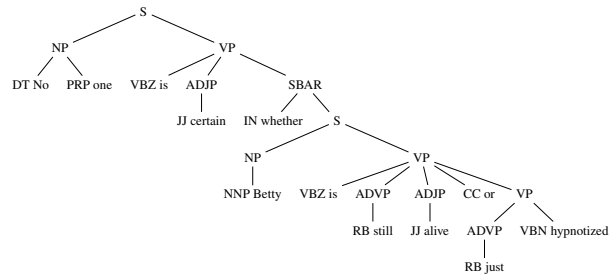 S
NP VP
DT No PRP one VBZ is ADJP SBAR
JJ certain IN whether S
NP VP
NNP Betty VBZ is ADVP ADJP CC or VP
RB still JJ alive ADVP VBN hypnotized
RB just